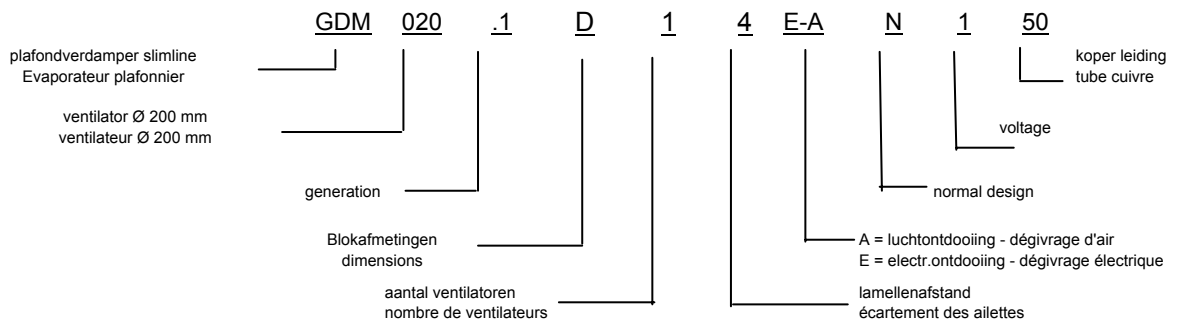 GDM 020 .1 D 1 4 E-A N 1 50
plafondverdamper slimline
Evaporateur plafonnier
koper leiding
tube cuivre
ventilator Ø 200 mm
ventilateur Ø 200 mm
voltage
generation
normal design
Blokafmetingen
dimensions
A = luchtontdooiing - dégivrage d'air
E = electr.ontdooiing - dégivrage électrique
aantal ventilatoren
nombre de ventilateurs
lamellenafstand
écartement des ailettes